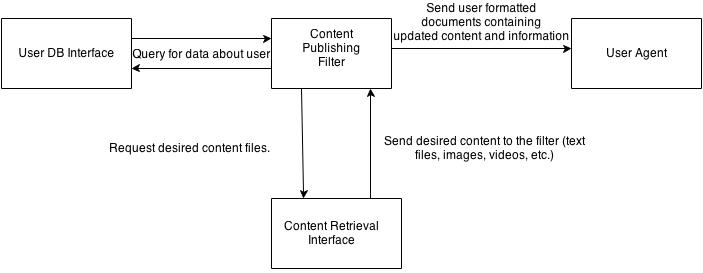 Send user formatted
documents containing
updated content and information
User DB Interface
Query for data about user
Content
Publishing
Filter
User Agent
Request desired content files.
Send desired content to the filter (text
files, images, videos, etc.)
Content Retrieval
Interface